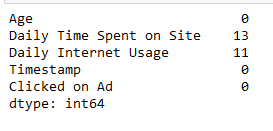 Age 0
Daily Time Spent on Site 13
Daily Internet Usage 11
Timestamp 0
Clicked on Ad 0
dtype: int64